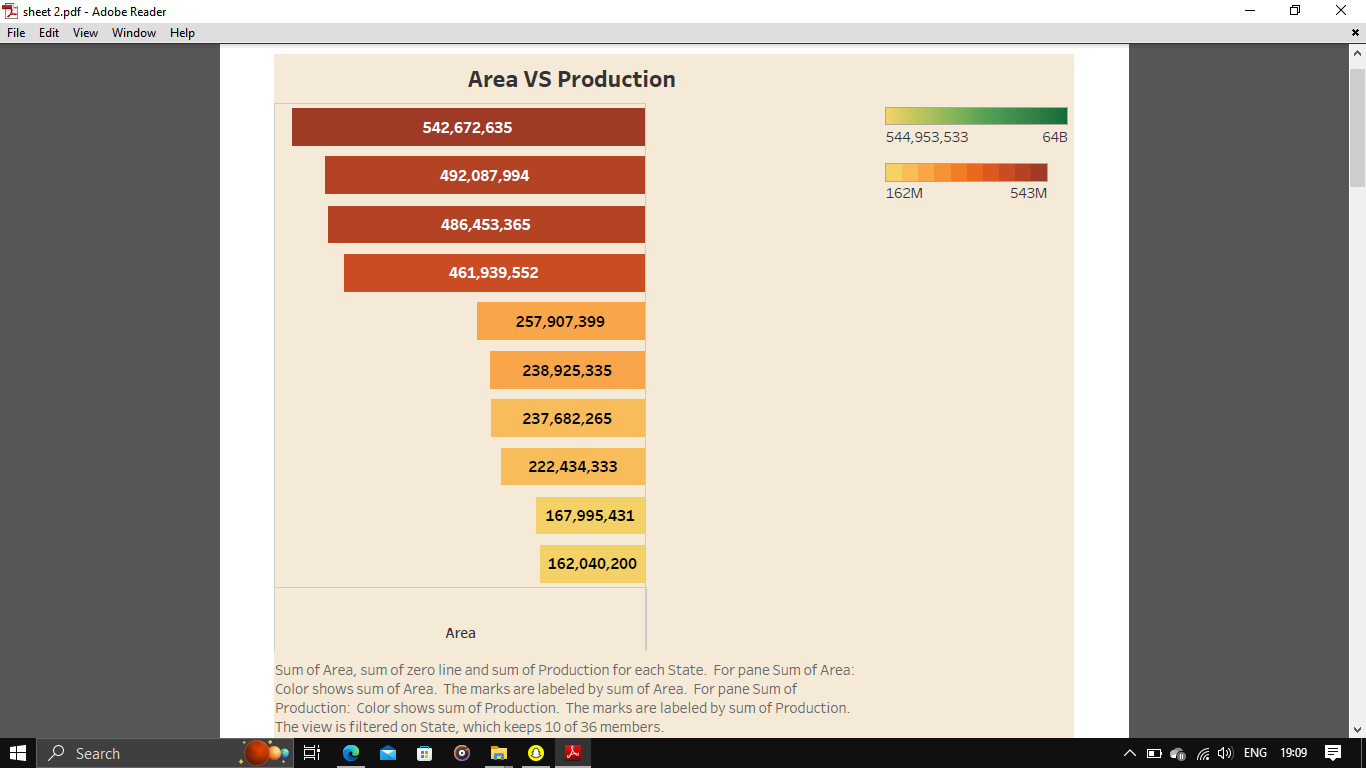 sheet 2.pdf - Adobe Reader
File Edit View Window Help
Area VS Production
542,672,635
492,087,994
486,453,365
461,939,552
257,907,399
238,925,335
237,682,265
222,434,333
167,995,431
162,040,200
Area
544,953,533 64B
162M 543M
Sum of Area, sum of zero line and sum of Production for each State. For pane Sum of Area:
Color shows sum of Area. The marks are labeled by sum of Area. For pane Sum of
Production: Color shows sum of Production. The marks are labeled by sum of Production.
The view is filtered on State, which keeps 10 of 36 members.
Search
ENG 19:09